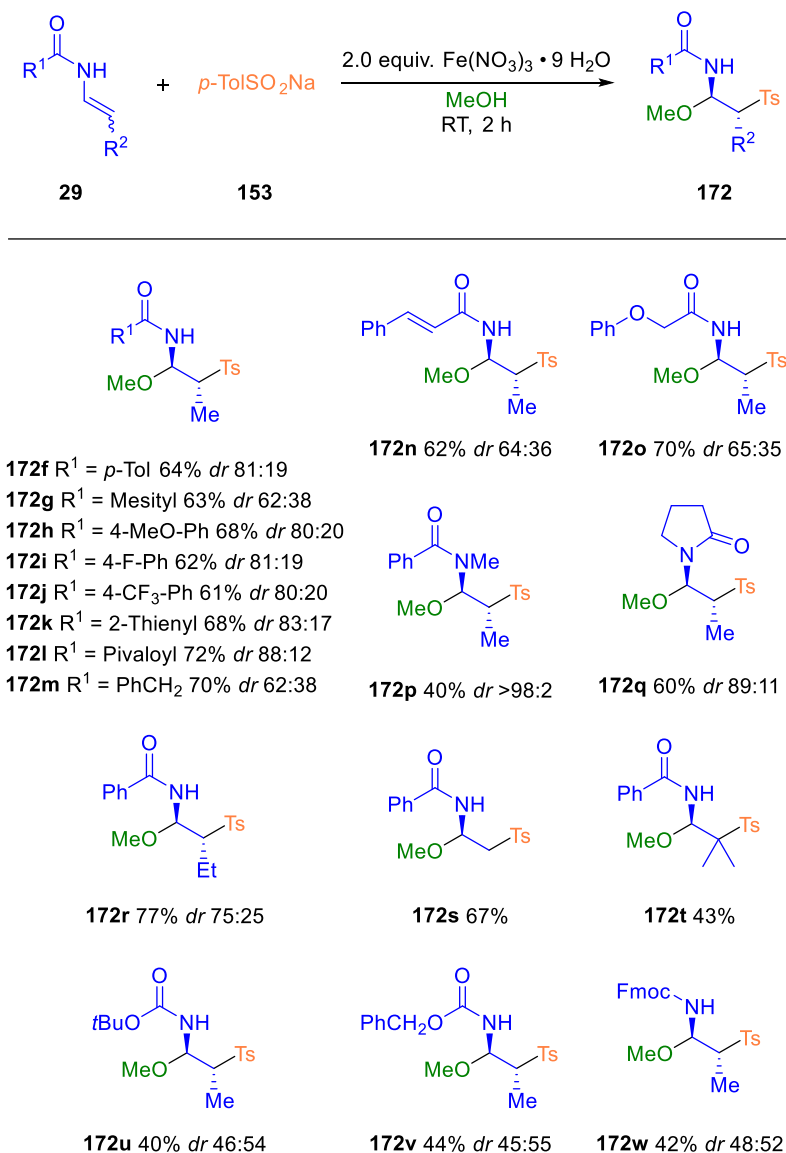 O
R1 NH
R2
29
+
p-TolSO2Na
153
2.0 equiv. Fe(NO3)3 • 9 H2O
MeOH
RT, 2 h
O
R1 NH
MeO Ts
R2
172
O
R1 NH
MeO Ts
Me
172f R1 = p-Tol 64% dr 81:19
172g R1 = Mesityl 63% dr 62:38
172h R1 = 4-MeO-Ph 68% dr 80:20
172i R1 = 4-F-Ph 62% dr 81:19
172j R1 = 4-CF3-Ph 61% dr 80:20
172k R1 = 2-Thienyl 68% dr 83:17
172l R1 = Pivaloyl 72% dr 88:12
172m R1 = PhCH2 70% dr 62:38
O
Ph NH
MeO Ts
Me
172n 62% dr 64:36
O
PhO NH
MeO Ts
Me
172o 70% dr 65:35
O
Ph NMe
MeO Ts
Me
172p 40% dr >98:2
N O
MeO Ts
Me
172q 60% dr 89:11
O
Ph NH
MeO Ts
Et
172r 77% dr 75:25
O
Ph NH
MeO Ts
172s 67%
O
Ph NH
MeO Ts
172t 43%
O
tBuO NH
MeO Ts
Me
172u 40% dr 46:54
O
PhCH2O NH
MeO Ts
Me
172v 44% dr 45:55
Fmoc NH
MeO Ts
Me
172w 42% dr 48:52